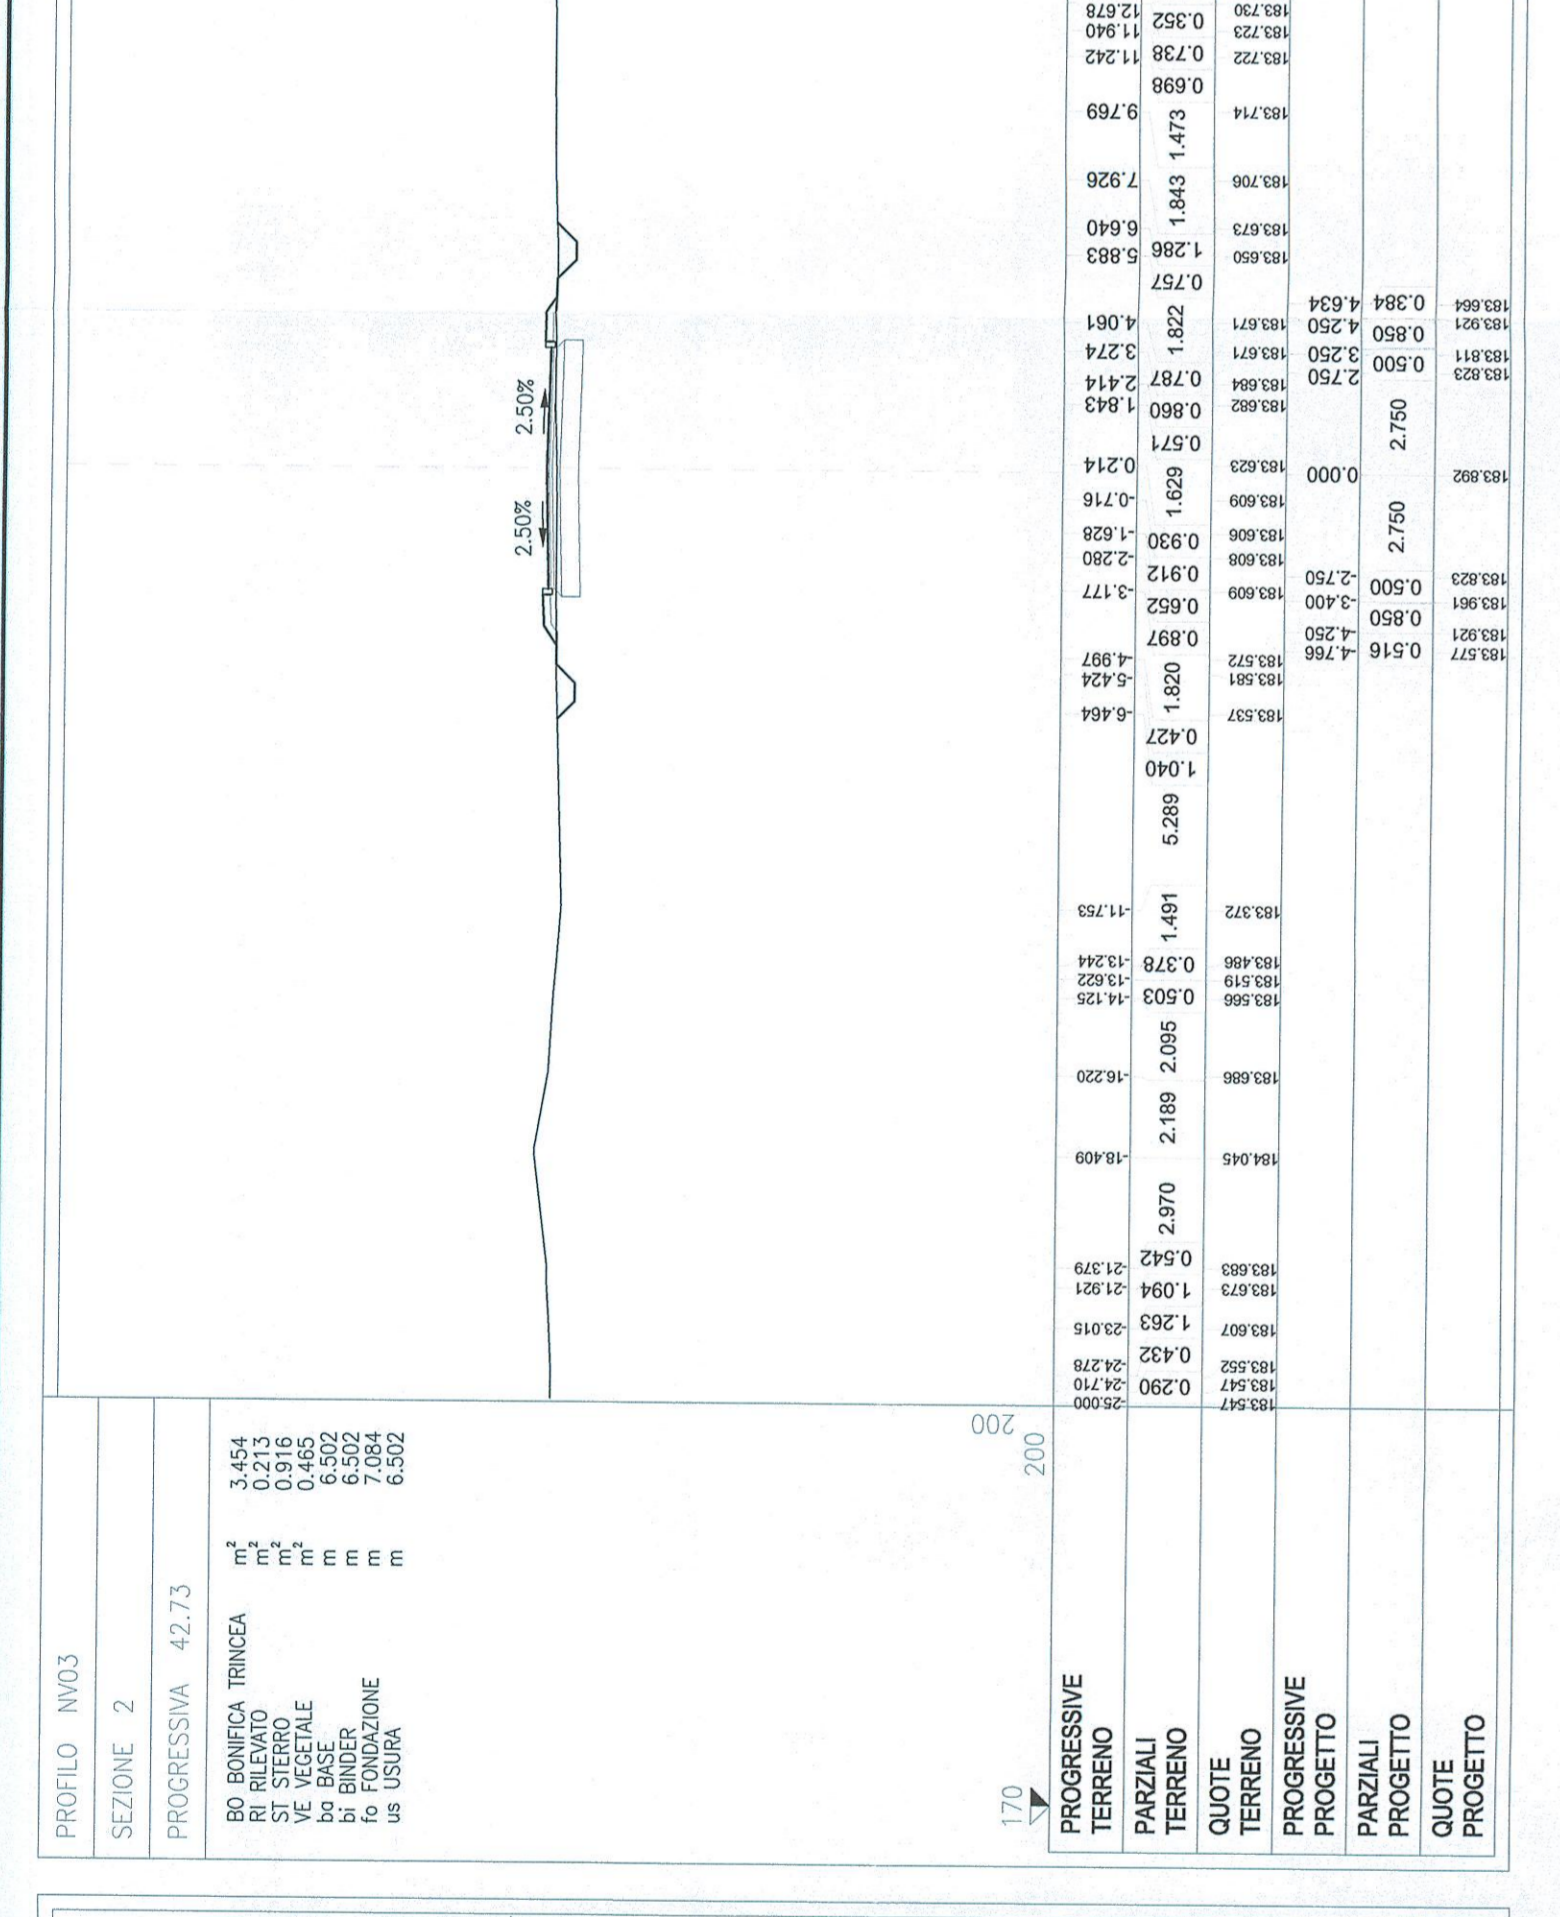 PROFILO NV03
SEZIONE 2
PROGRESSIVA 42.73
BO BONIFICA TRINCEA m² 3.454
RI RILEVATO m² 0.213
ST STERRO m² 0.916
VE VEGETALE m² 0.465
ba BASE m 6.502
bi BINDER m 6.502
fo FONDAZIONE m 7.084
us USURA m 6.502
2.50% 2.50%
200
200
170
PROGRESSIVE TERRENO
-25.000 -24.710 -24.278 -23.015 -21.921 -21.379 -18.409 -16.220 -14.125 -13.622 -13.244 -11.753 -6.464 -5.424 -4.997 -3.177 -2.280 -1.628 -0.716 0.214 1.843 2.414 3.274 4.061 5.883 6.640 7.926 9.769 11.242 11.940 12.678
PARZIALI TERRENO
0.290 0.432 1.263 1.094 0.542 2.970 2.189 2.095 0.503 0.378 1.491 5.289 1.040 0.427 1.820 0.897 0.652 0.912 0.930 1.629 0.571 0.860 0.787 1.822 0.757 1.286 1.843 1.473 0.698 0.738 0.352
QUOTE TERRENO
183.547 183.547 183.552 183.607 183.673 183.683 184.045 183.686 183.566 183.519 183.486 183.372 183.537 183.581 183.572 183.609 183.608 183.606 183.609 183.623 183.682 183.684 183.671 183.671 183.650 183.673 183.706 183.714 183.722 183.723 183.730
PROGRESSIVE PROGETTO
-4.766 -4.250 -3.400 -2.750 0.000 2.750 3.250 4.250 4.634
PARZIALI PROGETTO
0.516 0.850 0.500 2.750 2.750 0.500 0.850 0.384
QUOTE PROGETTO
183.577 183.921 183.961 183.823 183.892 183.823 183.811 183.921 183.664